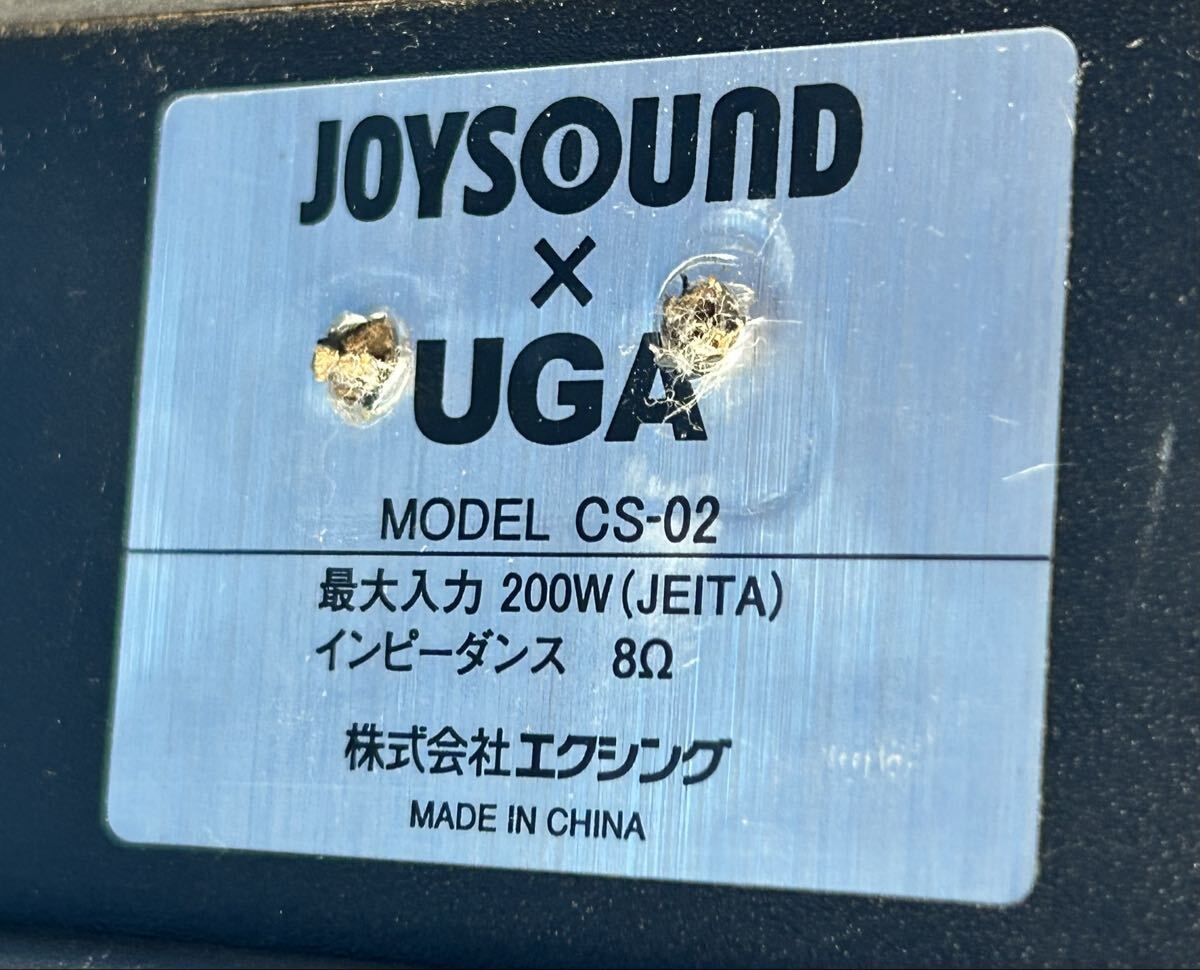 JOYSOUND
×
UGA
MODEL CS-02
最大入力 200W(JEITA)
インピーダンス 8Ω
株式会社エクシング
MADE IN CHINA